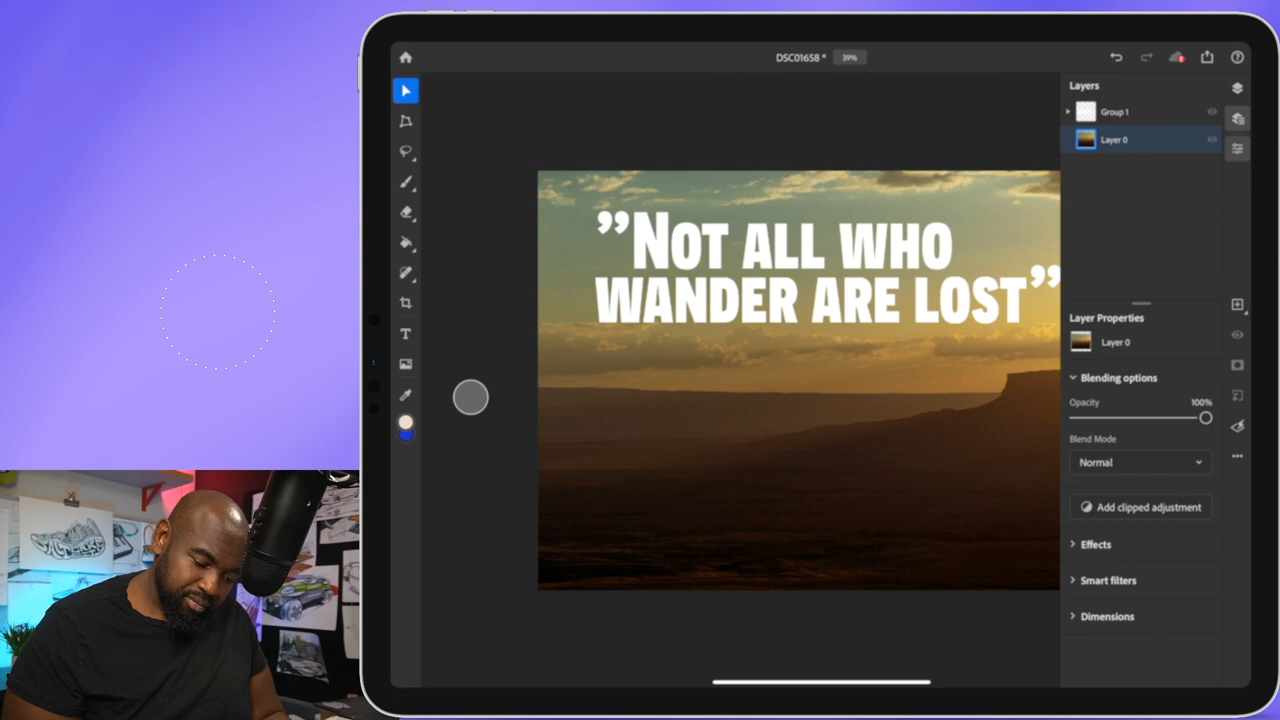 DSC01658 *
39%
Layers
Group 1
Layer 0
”NOT ALL WHO
WANDER ARE LOST”
Layer Properties
Layer 0
Blending options
Opacity
100%
Blend Mode
Normal
Add clipped adjustment
Effects
Smart filters
Dimensions
T